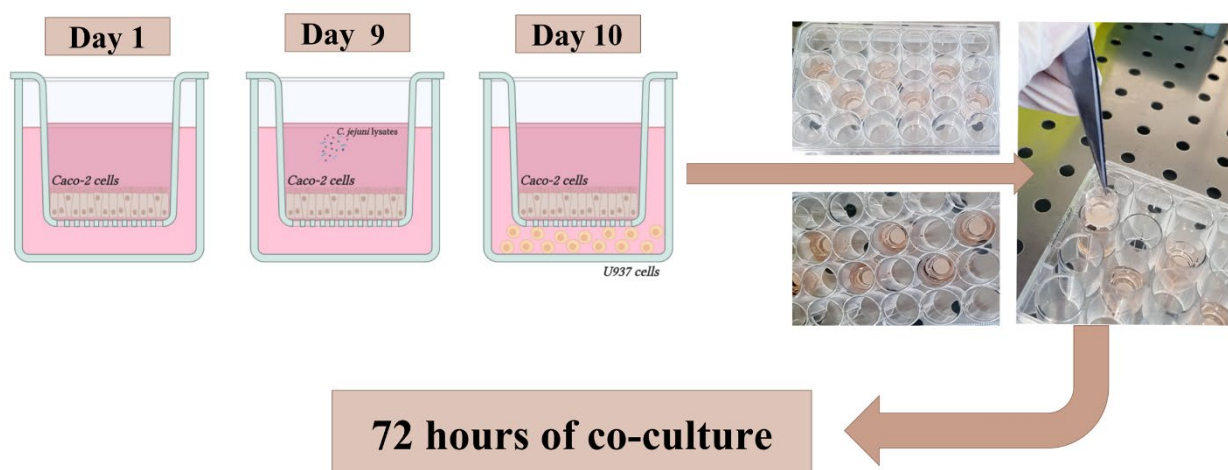 Day 1
Day 9
Day 10
C. jejuni lysates
Caco-2 cells
Caco-2 cells
Caco-2 cells
U937 cells
72 hours of co-culture